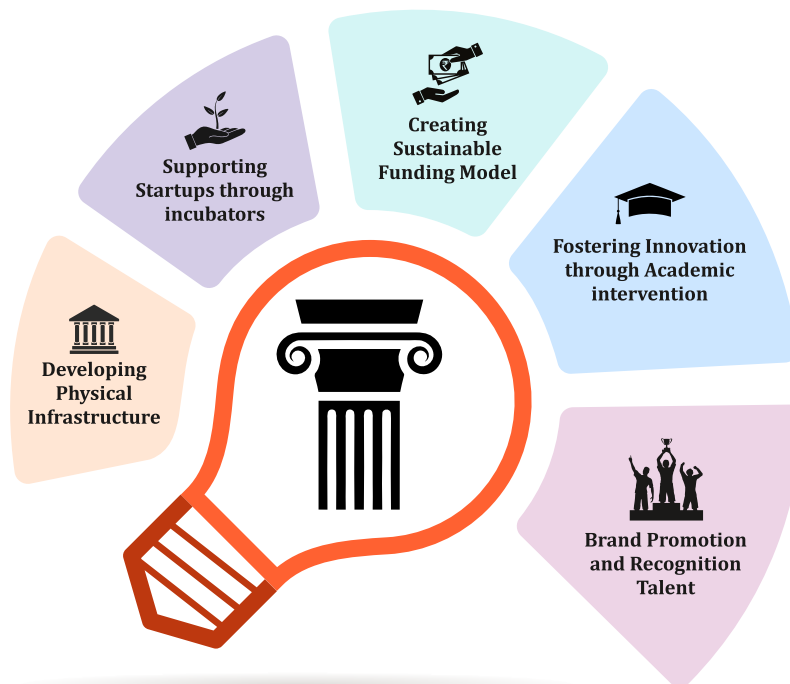 Developing
Physical
Infrastructure
Supporting
Startups through
incubators
Creating
Sustainable
Funding Model
Fostering Innovation
through Academic
intervention
Brand Promotion
and Recognition
Talent